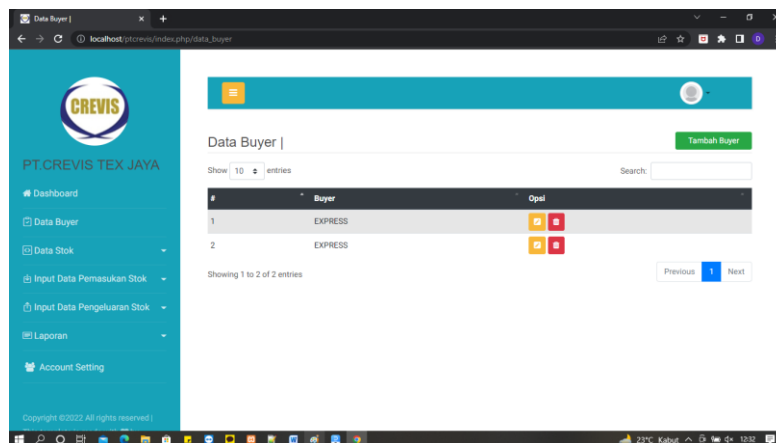 Data Buyer |
localhost/ptcrevis/index.php/data_buyer
D
CREVIS
PT.CREVIS TEX JAYA
Dashboard
Data Buyer
Data Stok
Input Data Pemasukan Stok
Input Data Pengeluaran Stok
Laporan
Account Setting
Copyright ©2022 All rights reserved |
Data Buyer |
Tambah Buyer
Show 10 entries
Search:
# Buyer Opsi
1 EXPRESS
2 EXPRESS
Showing 1 to 2 of 2 entries
Previous 1 Next
23°C Kabut 12:32